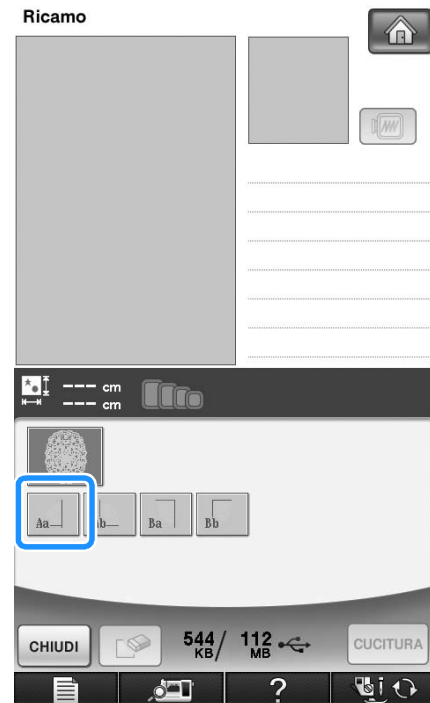 Ricamo
--- cm
--- cm
Aa
Ab
Ba
Bb
CHIUDI
544 KB / 112 MB
CUCITURA
?